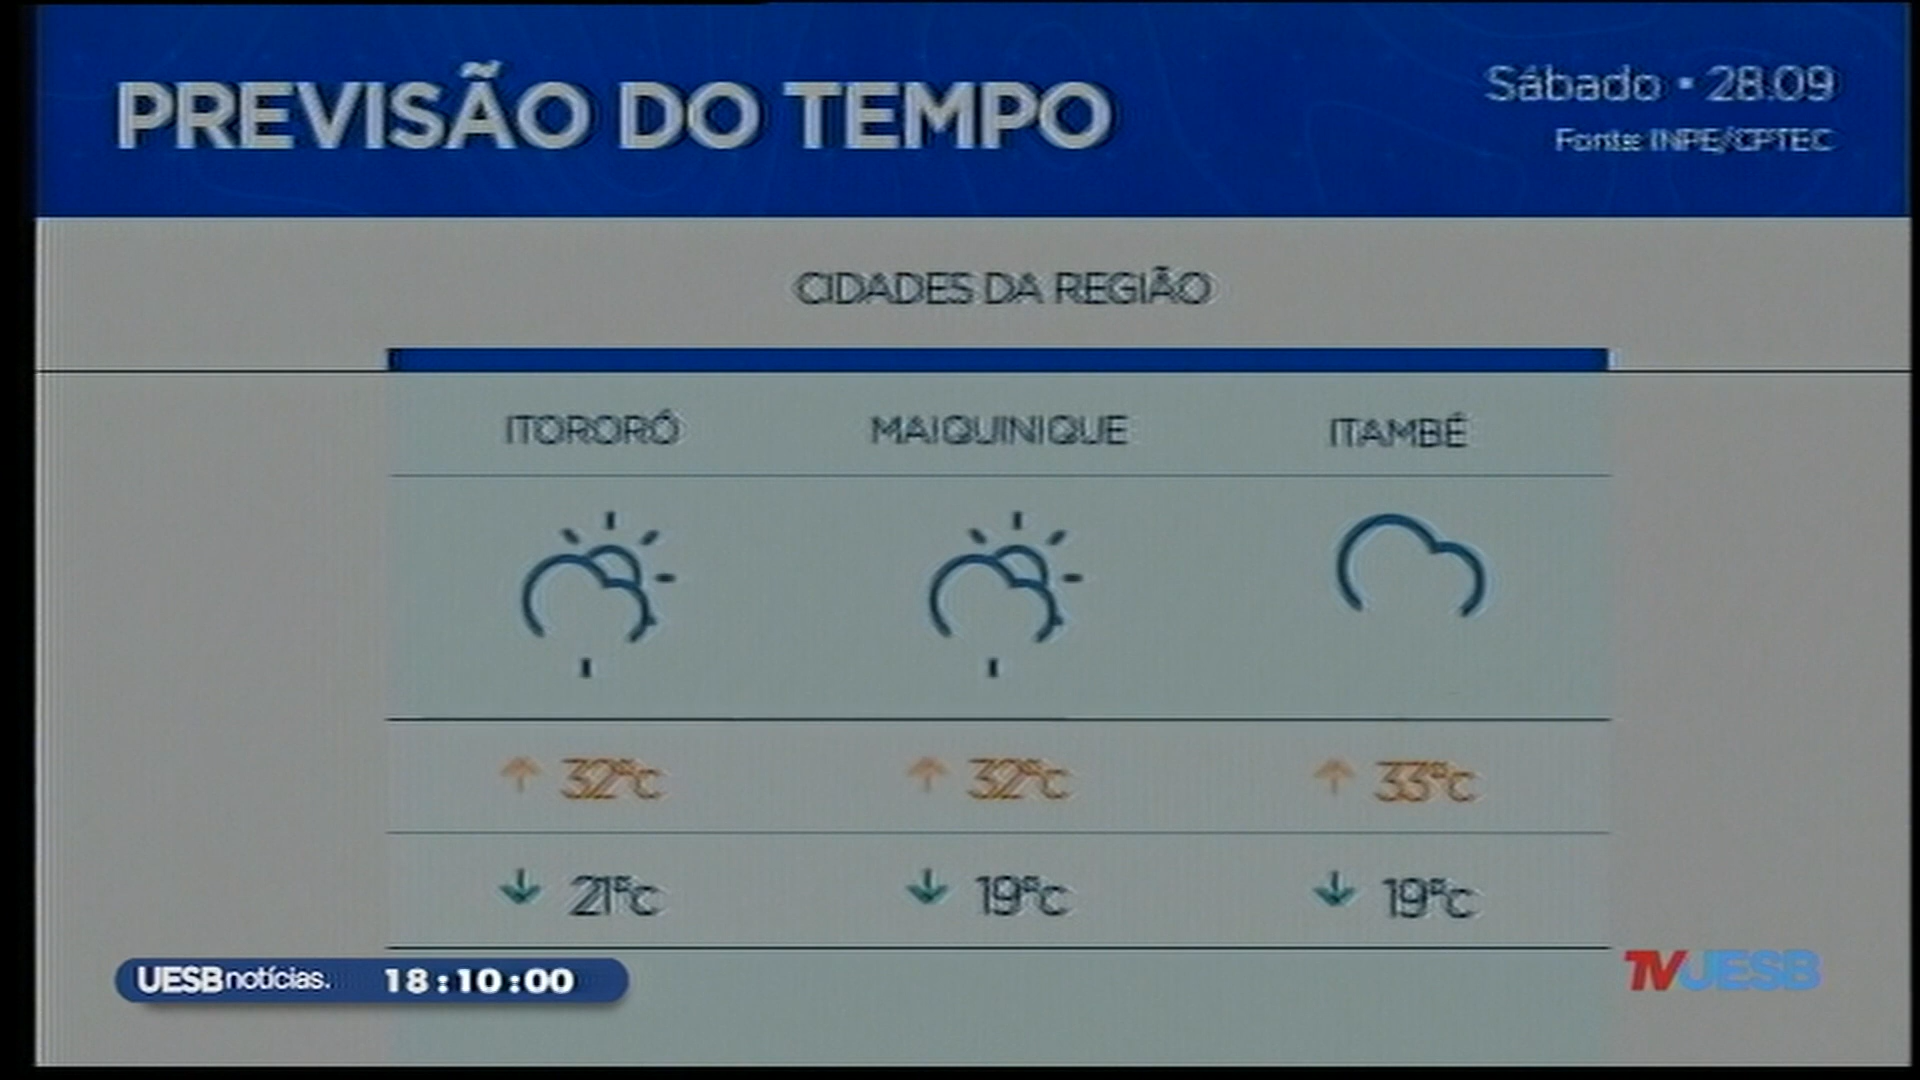 PREVISÃO DO TEMPO
Sábado • 28.09
Fonte: INPE/CPTEC
CIDADES DA REGIÃO
ITORORÓ MAIQUINIQUE ITAMBÉ
↑ 32°c ↑ 32°c ↑ 33°c
↓ 21°c ↓ 19°c ↓ 19°c
UESBnotícias. 18:10:00
TVUESB